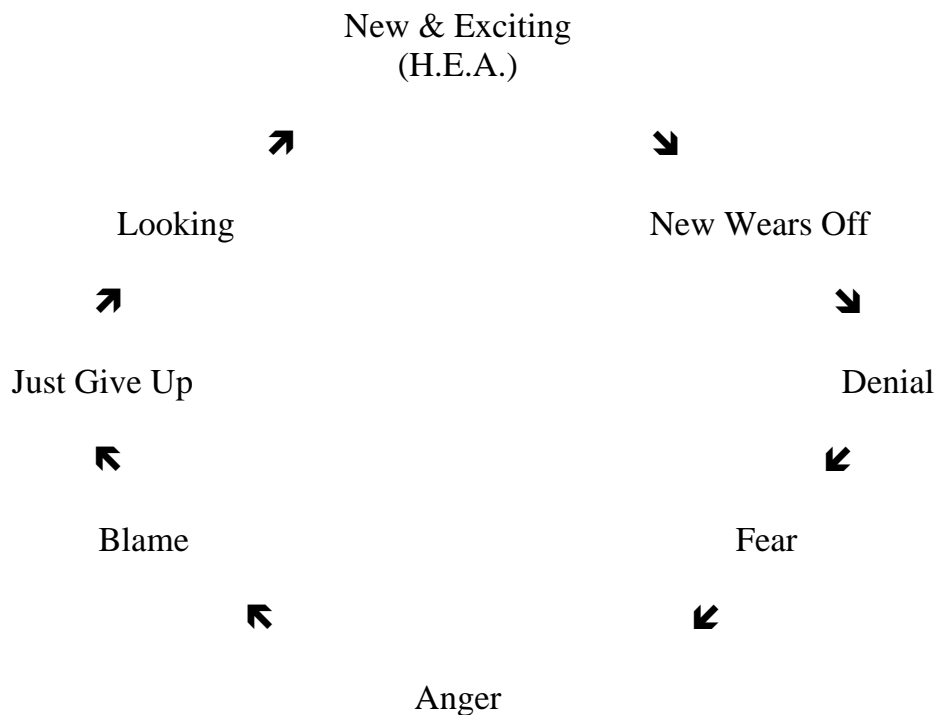 New & Exciting
(H.E.A.)
Looking
New Wears Off
Just Give Up
Denial
Blame
Fear
Anger